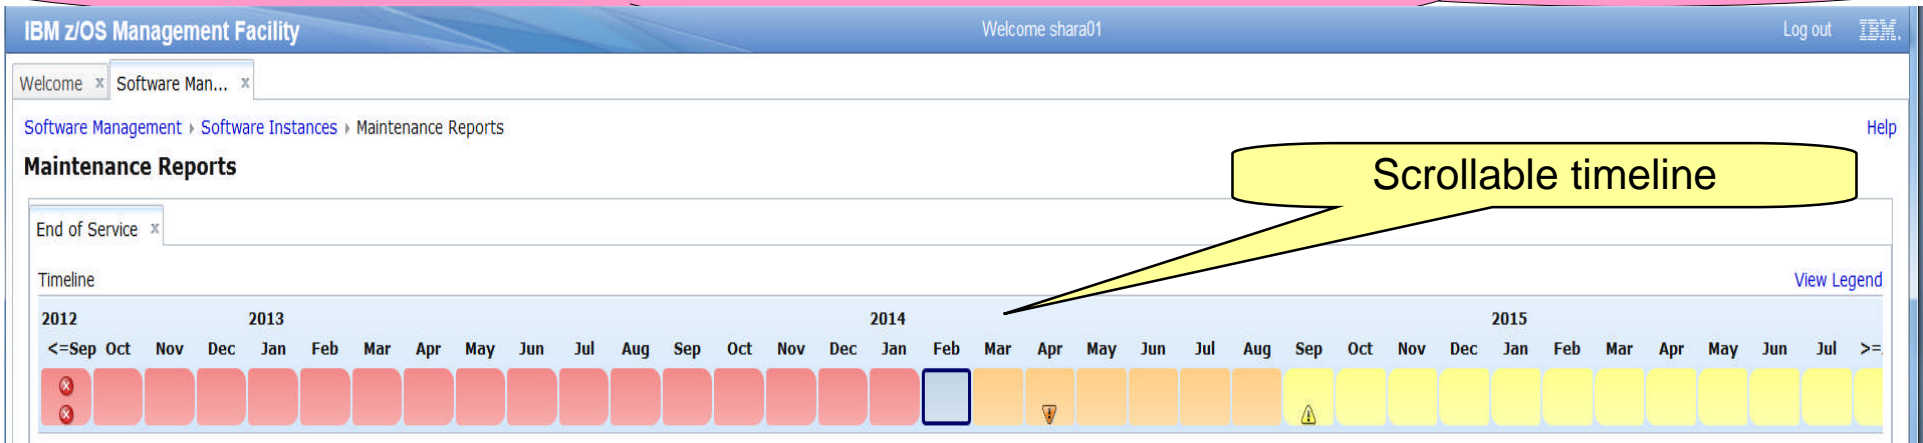 IBM z/OS Management Facility Welcome shara01 Log out IBM.
Welcome x Software Man... x
Software Management Software Instances Maintenance Reports Help
Maintenance Reports
Scrollable timeline
End of Service x
Timeline View Legend
2012 2013 2014 2015
<=Sep Oct Nov Dec Jan Feb Mar Apr May Jun Jul Aug Sep Oct Nov Dec Jan Feb Mar Apr May Jun Jul Aug Sep Oct Nov Dec Jan Feb Mar Apr May Jun Jul >=